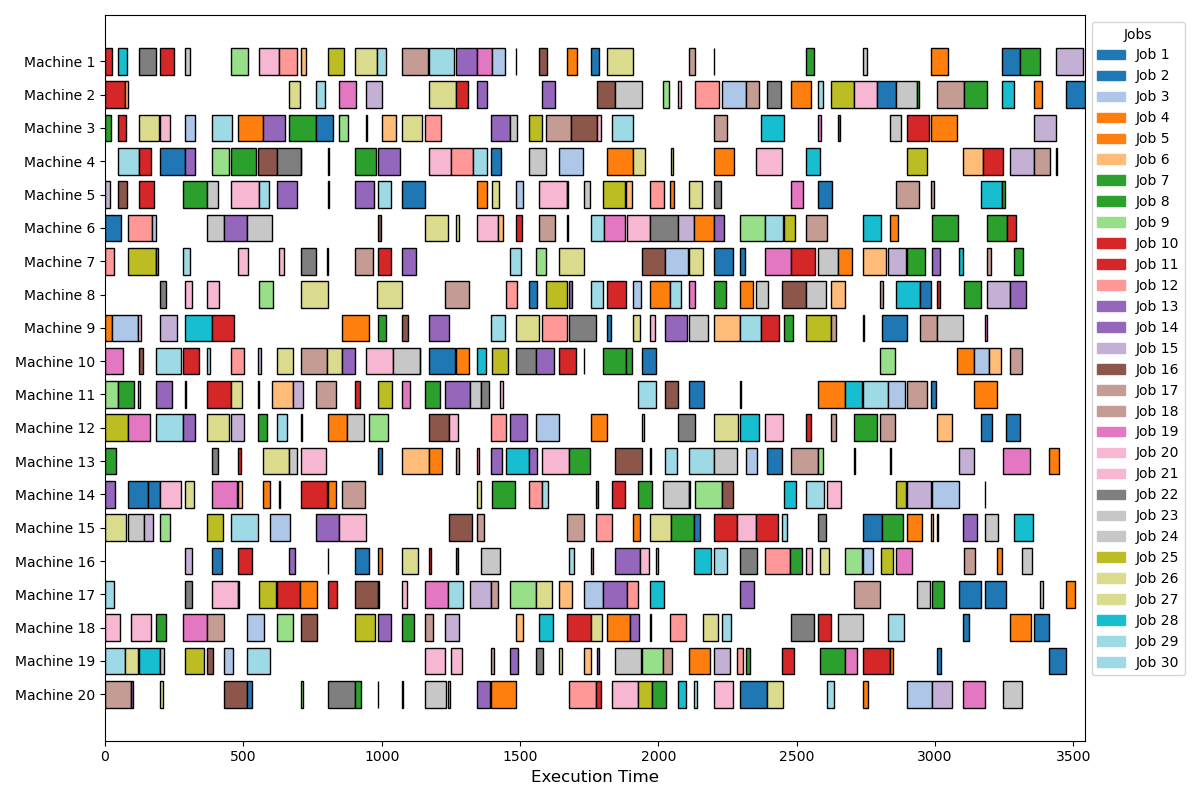 Machine 1
Machine 2
Machine 3
Machine 4
Machine 5
Machine 6
Machine 7
Machine 8
Machine 9
Machine 10
Machine 11
Machine 12
Machine 13
Machine 14
Machine 15
Machine 16
Machine 17
Machine 18
Machine 19
Machine 20
0 500 1000 1500 2000 2500 3000 3500
Execution Time
Jobs
Job 1
Job 2
Job 3
Job 4
Job 5
Job 6
Job 7
Job 8
Job 9
Job 10
Job 11
Job 12
Job 13
Job 14
Job 15
Job 16
Job 17
Job 18
Job 19
Job 20
Job 21
Job 22
Job 23
Job 24
Job 25
Job 26
Job 27
Job 28
Job 29
Job 30